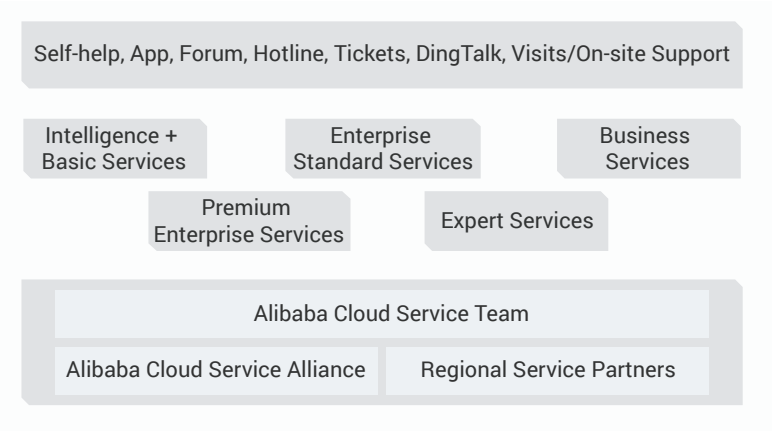 Self-help, App, Forum, Hotline, Tickets, DingTalk, Visits/On-site Support
Intelligence +
Basic Services
Enterprise
Standard Services
Business
Services
Premium
Enterprise Services
Expert Services
Alibaba Cloud Service Team
Alibaba Cloud Service Alliance
Regional Service Partners